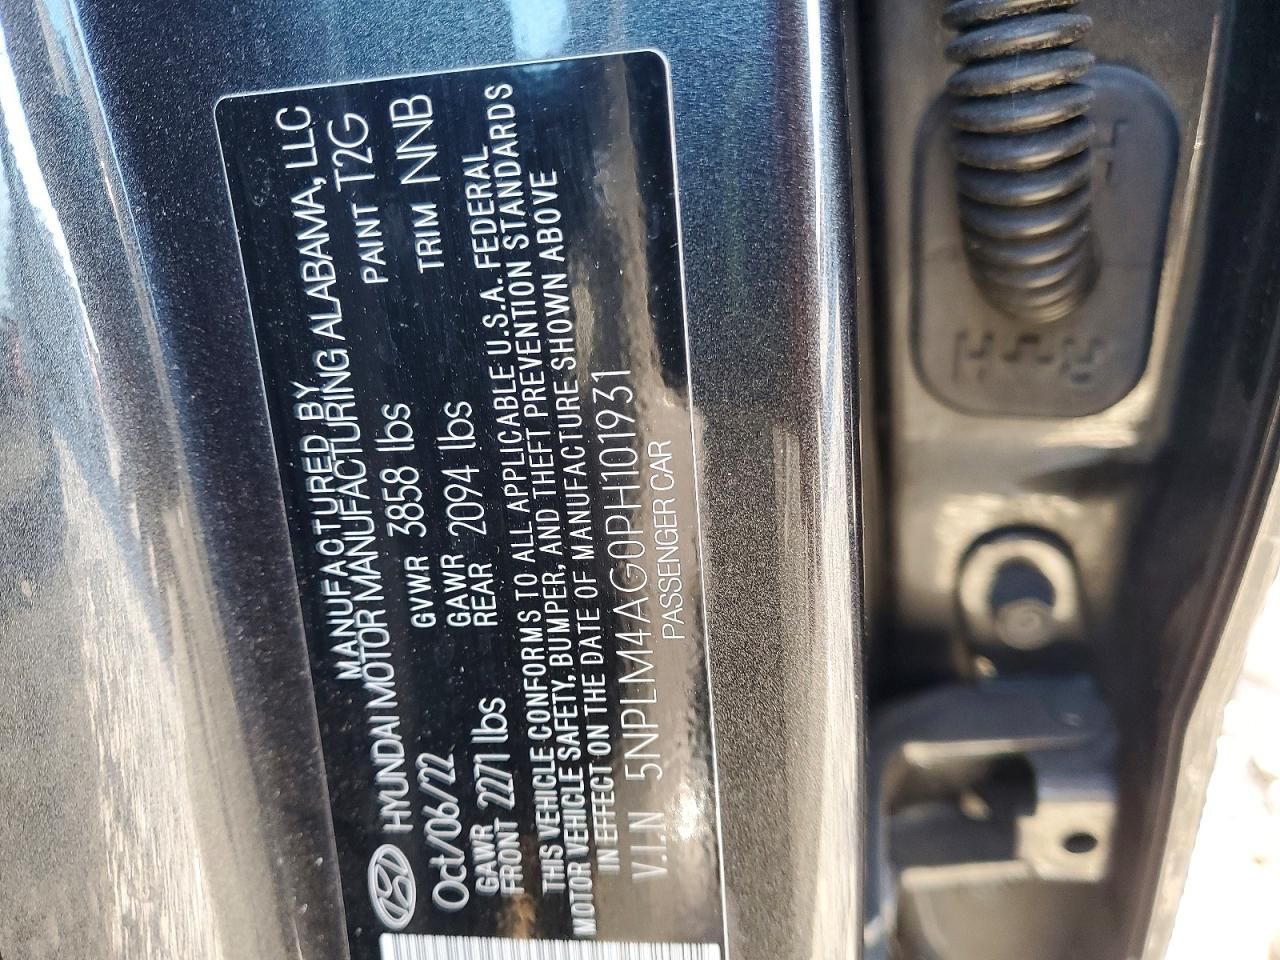 MANUFACTURED BY
HYUNDAI MOTOR MANUFACTURING ALABAMA, LLC
Oct/06/22 GVWR 3858 lbs PAINT T2G
GAWR FRONT 2271 lbs GAWR REAR 2094 lbs TRIM NNB
THIS VEHICLE CONFORMS TO ALL APPLICABLE U.S.A. FEDERAL
MOTOR VEHICLE SAFETY, BUMPER, AND THEFT PREVENTION STANDARDS
IN EFFECT ON THE DATE OF MANUFACTURE SHOWN ABOVE
V.I.N 5NPLM4AG0PH101931
PASSENGER CAR